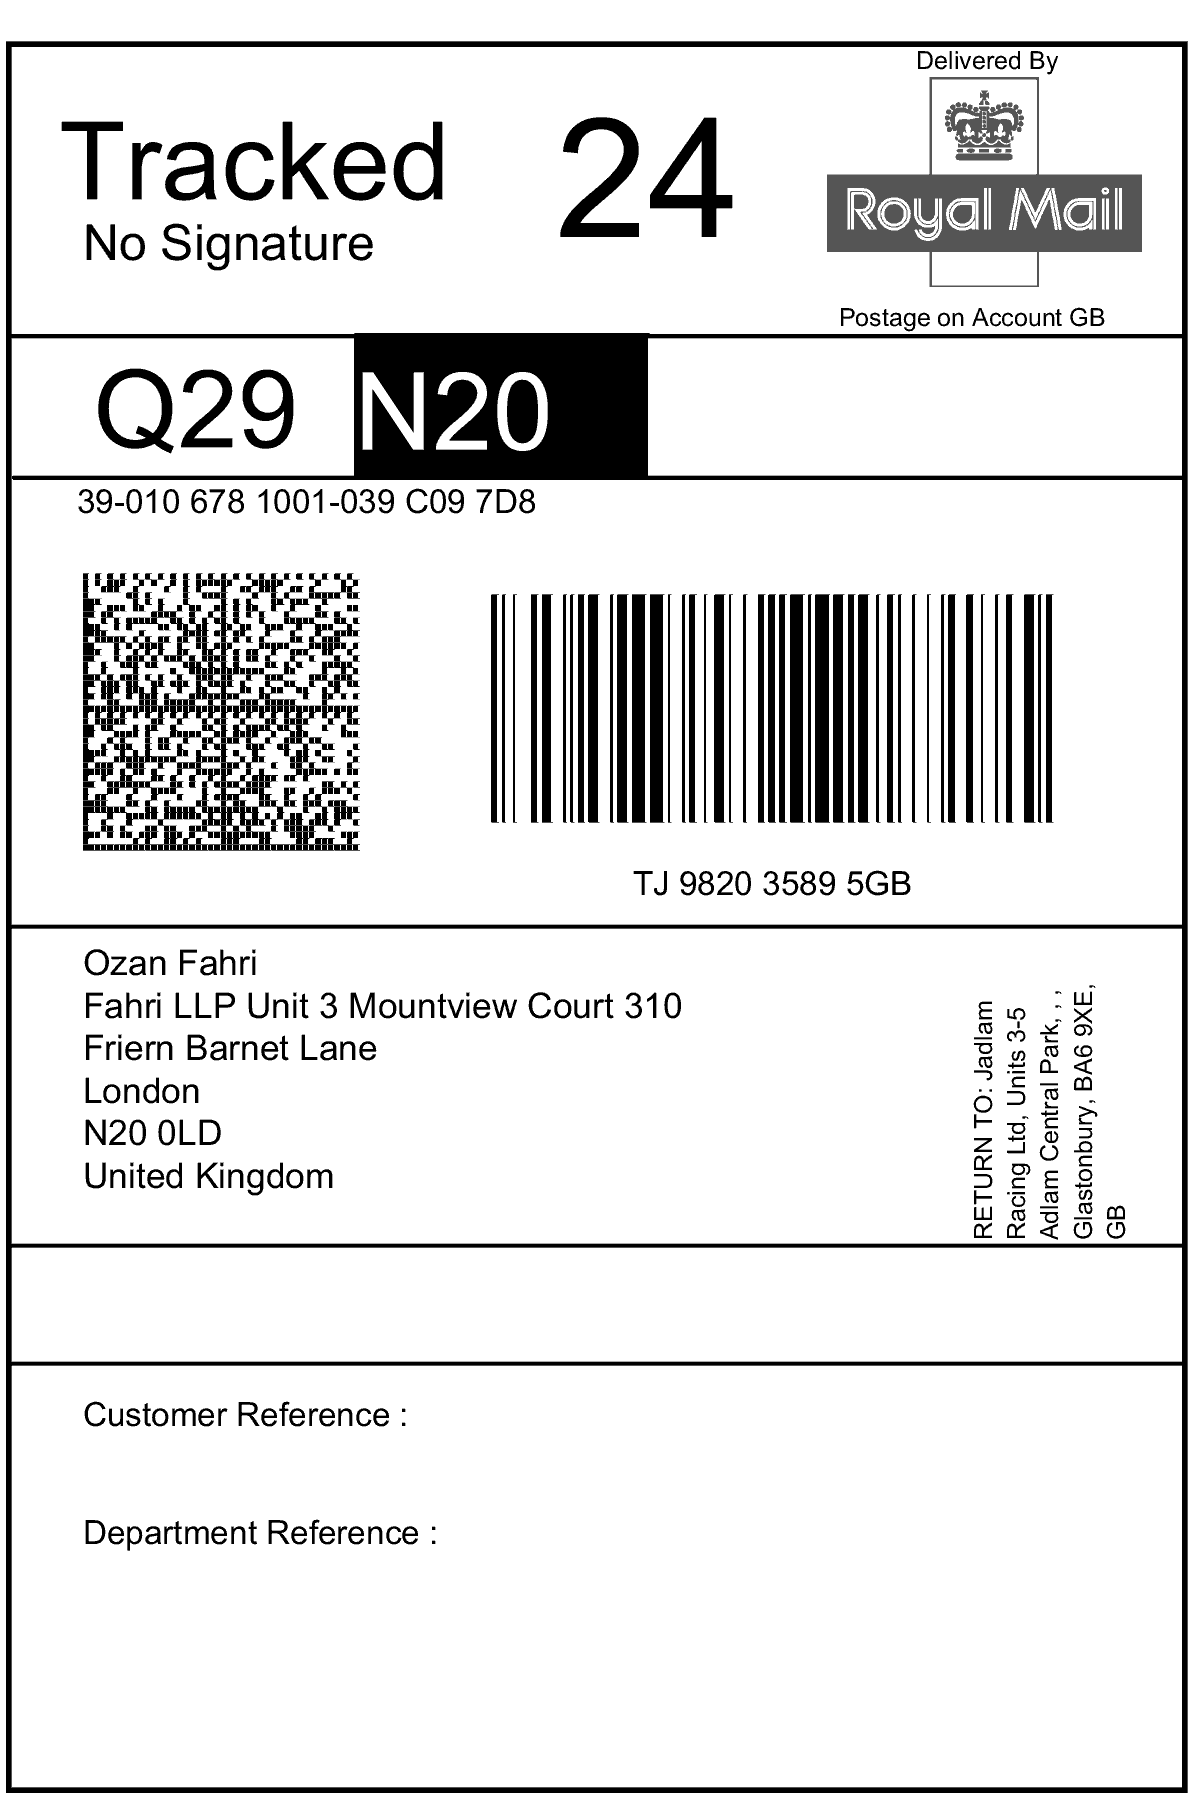 Delivered By
Tracked 24
No Signature
Royal Mail
Postage on Account GB
Q29 N20
39-010 678 1001-039 C09 7D8
TJ 9820 3589 5GB
Ozan Fahri
Fahri LLP Unit 3 Mountview Court 310
Friern Barnet Lane
London
N20 0LD
United Kingdom
RETURN TO: Jadlam
Racing Ltd, Units 3-5
Adlam Central Park, , ,
Glastonbury, BA6 9XE,
GB
Customer Reference :
Department Reference :